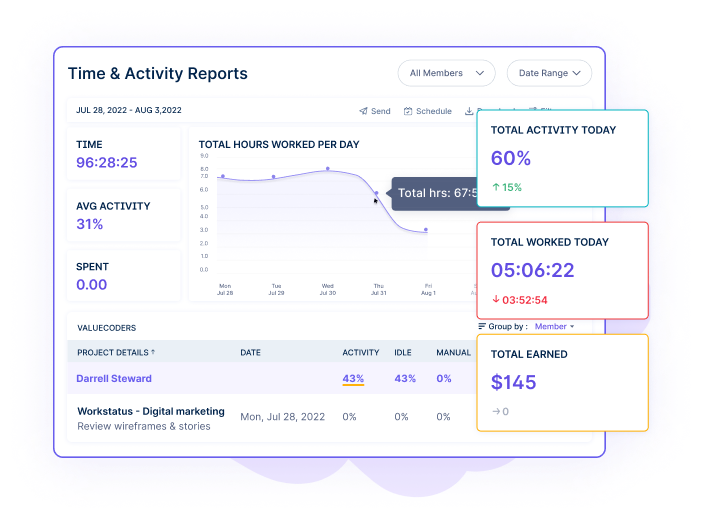 Time & Activity Reports
All Members
Date Range
JUL 28, 2022 - AUG 3,2022
Send
Schedule
TIME
96:28:25
AVG ACTIVITY
31%
SPENT
0.00
TOTAL HOURS WORKED PER DAY
9.0
8.0
7.0
6.0
5.0
4.0
3.0
2.0
1.0
0.0
Total hrs: 67:5
Mon
Jul 28
Tue
Jul 29
Wed
Jul 30
Thu
Jul 31
Fri
Aug 1
TOTAL ACTIVITY TODAY
60%
↑ 15%
TOTAL WORKED TODAY
05:06:22
↓ 03:52:54
VALUECODERS
Group by : Member
PROJECT DETAILS ↑ DATE ACTIVITY IDLE MANUAL
Darrell Steward 43% 43% 0%
Workstatus - Digital marketing
Review wireframes & stories
Mon, Jul 28, 2022 0% 0% 0%
TOTAL EARNED
$145
→ 0